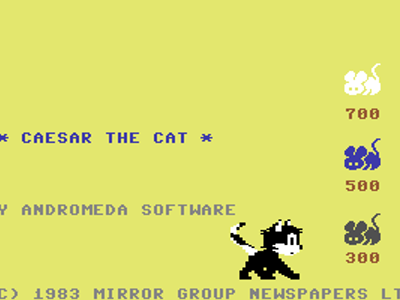 700
* CAESAR THE CAT *
500
Y ANDROMEDA SOFTWARE
300
C) 1983 MIRROR GROUP NEWSPAPERS LT